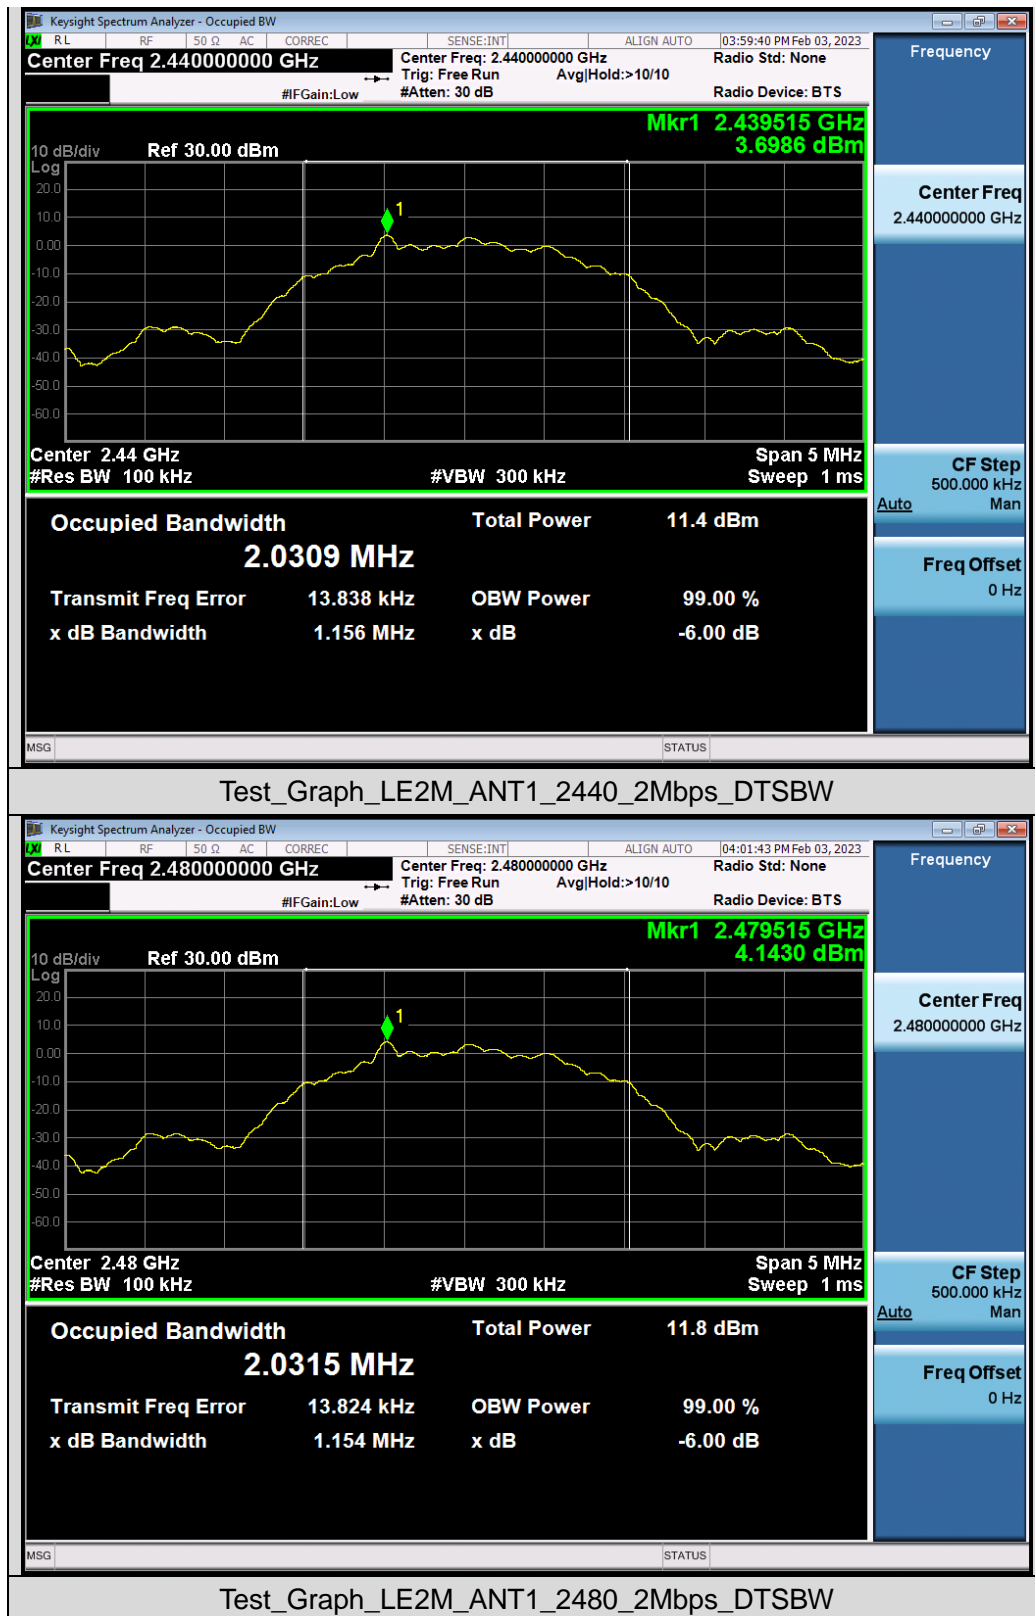 Keysight Spectrum Analyzer - Occupied BW
LXI RL RF 50 Ω AC CORREC SENSE:INT ALIGN AUTO 03:59:40 PM Feb 03, 2023
Center Freq 2.440000000 GHz
Center Freq: 2.440000000 GHz
Radio Std: None
Trig: Free Run Avg|Hold:>10/10
#IFGain:Low
#Atten: 30 dB
Radio Device: BTS
Frequency
Mkr1 2.439515 GHz
3.6986 dBm
10 dB/div Ref 30.00 dBm
Log
20.0
10.0
0.00
-10.0
-20.0
-30.0
-40.0
-50.0
-60.0
1
Center 2.44 GHz
Span 5 MHz
#Res BW 100 kHz
#VBW 300 kHz
Sweep 1 ms
Center Freq
2.440000000 GHz
CF Step
500.000 kHz
Auto Man
Freq Offset
0 Hz
Occupied Bandwidth
Total Power 11.4 dBm
2.0309 MHz
Transmit Freq Error 13.838 kHz
OBW Power 99.00 %
x dB Bandwidth 1.156 MHz
x dB -6.00 dB
MSG STATUS
Test_Graph_LE2M_ANT1_2440_2Mbps_DTSBW
Keysight Spectrum Analyzer - Occupied BW
LXI RL RF 50 Ω AC CORREC SENSE:INT ALIGN AUTO 04:01:43 PM Feb 03, 2023
Center Freq 2.480000000 GHz
Center Freq: 2.480000000 GHz
Radio Std: None
Trig: Free Run Avg|Hold:>10/10
#IFGain:Low
#Atten: 30 dB
Radio Device: BTS
Frequency
Mkr1 2.479515 GHz
4.1430 dBm
10 dB/div Ref 30.00 dBm
Log
20.0
10.0
0.00
-10.0
-20.0
-30.0
-40.0
-50.0
-60.0
1
Center 2.48 GHz
Span 5 MHz
#Res BW 100 kHz
#VBW 300 kHz
Sweep 1 ms
Center Freq
2.480000000 GHz
CF Step
500.000 kHz
Auto Man
Freq Offset
0 Hz
Occupied Bandwidth
Total Power 11.8 dBm
2.0315 MHz
Transmit Freq Error 13.824 kHz
OBW Power 99.00 %
x dB Bandwidth 1.154 MHz
x dB -6.00 dB
MSG STATUS
Test_Graph_LE2M_ANT1_2480_2Mbps_DTSBW